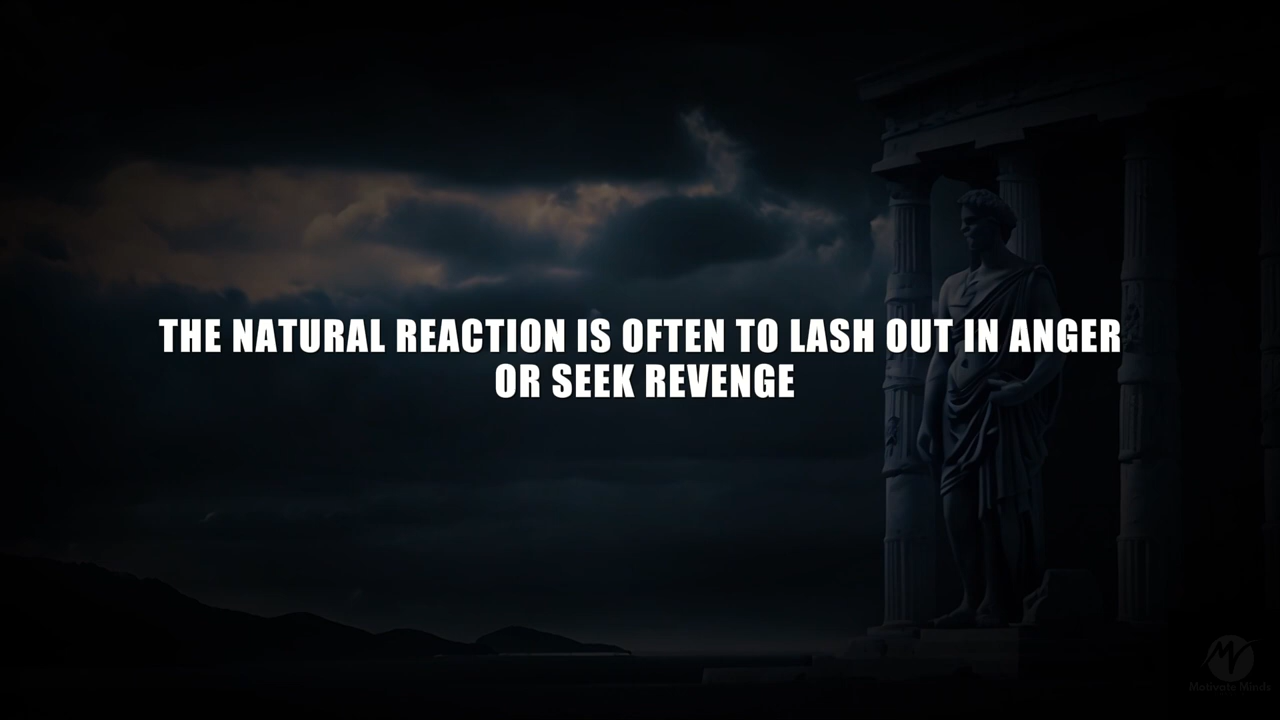 THE NATURAL REACTION IS OFTEN TO LASH OUT IN ANGER
OR SEEK REVENGE
Motivate Minds